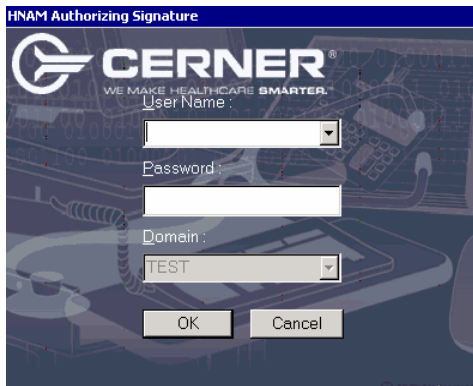 HNAM Authorizing Signature
CERNER®
WE MAKE HEALTHCARE SMARTER.
User Name :
Password :
Domain :
TEST
OK Cancel